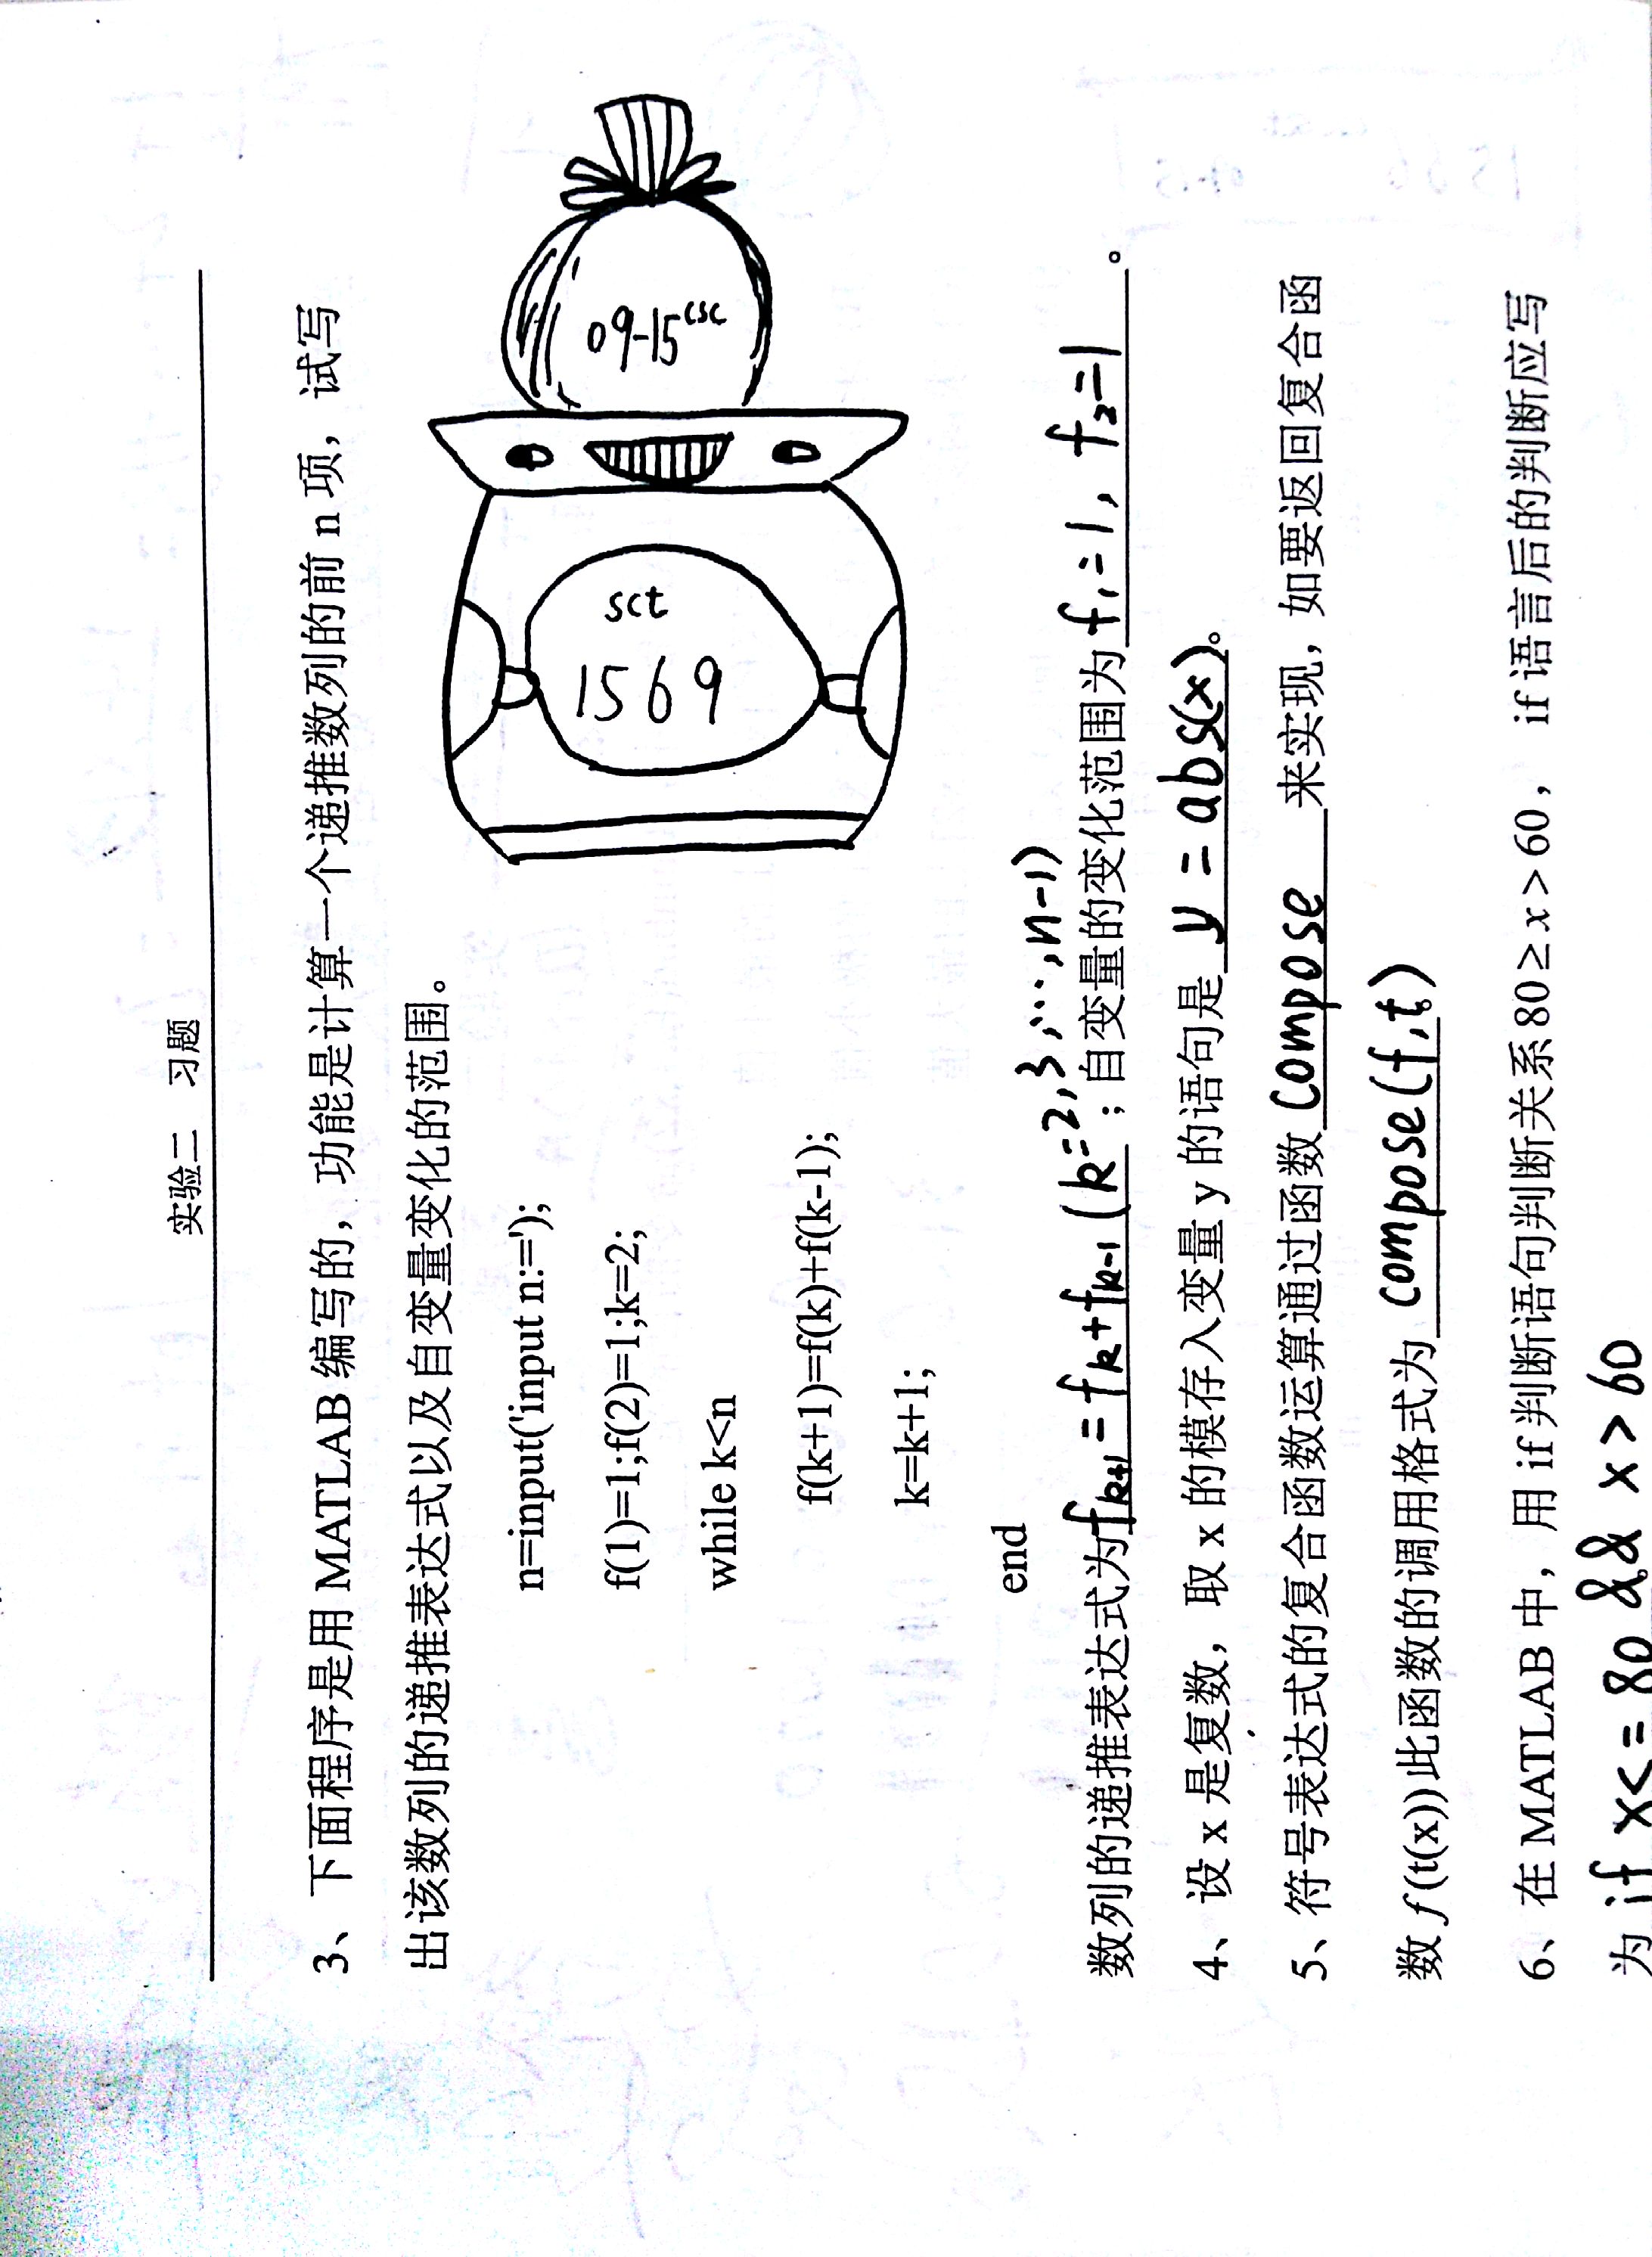 实验二 习题
3、下面程序是用 MATLAB 编写的，功能是计算一个递推数列的前 n 项，试写
出该数列的递推表达式以及自变量变化的范围。
n=input('input n:=');
f(1)=1;f(2)=1;k=2;
while k<n
f(k+1)=f(k)+f(k-1);
k=k+1;
end
sct
1569
09-15 csc
数列的递推表达式为 fk+1 = fk + fk-1 (k=2,3,…,n-1) ；自变量的变化范围为 f1=1, f2=1 。
4、设 x 是复数，取 x 的模存入变量 y 的语句是 y = abs(x)。
5、符号表达式的复合函数运算通过函数 compose 来实现，如要返回复合函
数 f(t(x))此函数的调用格式为 compose(f,t)。
6、在 MATLAB 中，用 if 判断语句判断关系 80≥x>60， if 语言后的判断应写
为 if x<=80 && x>60